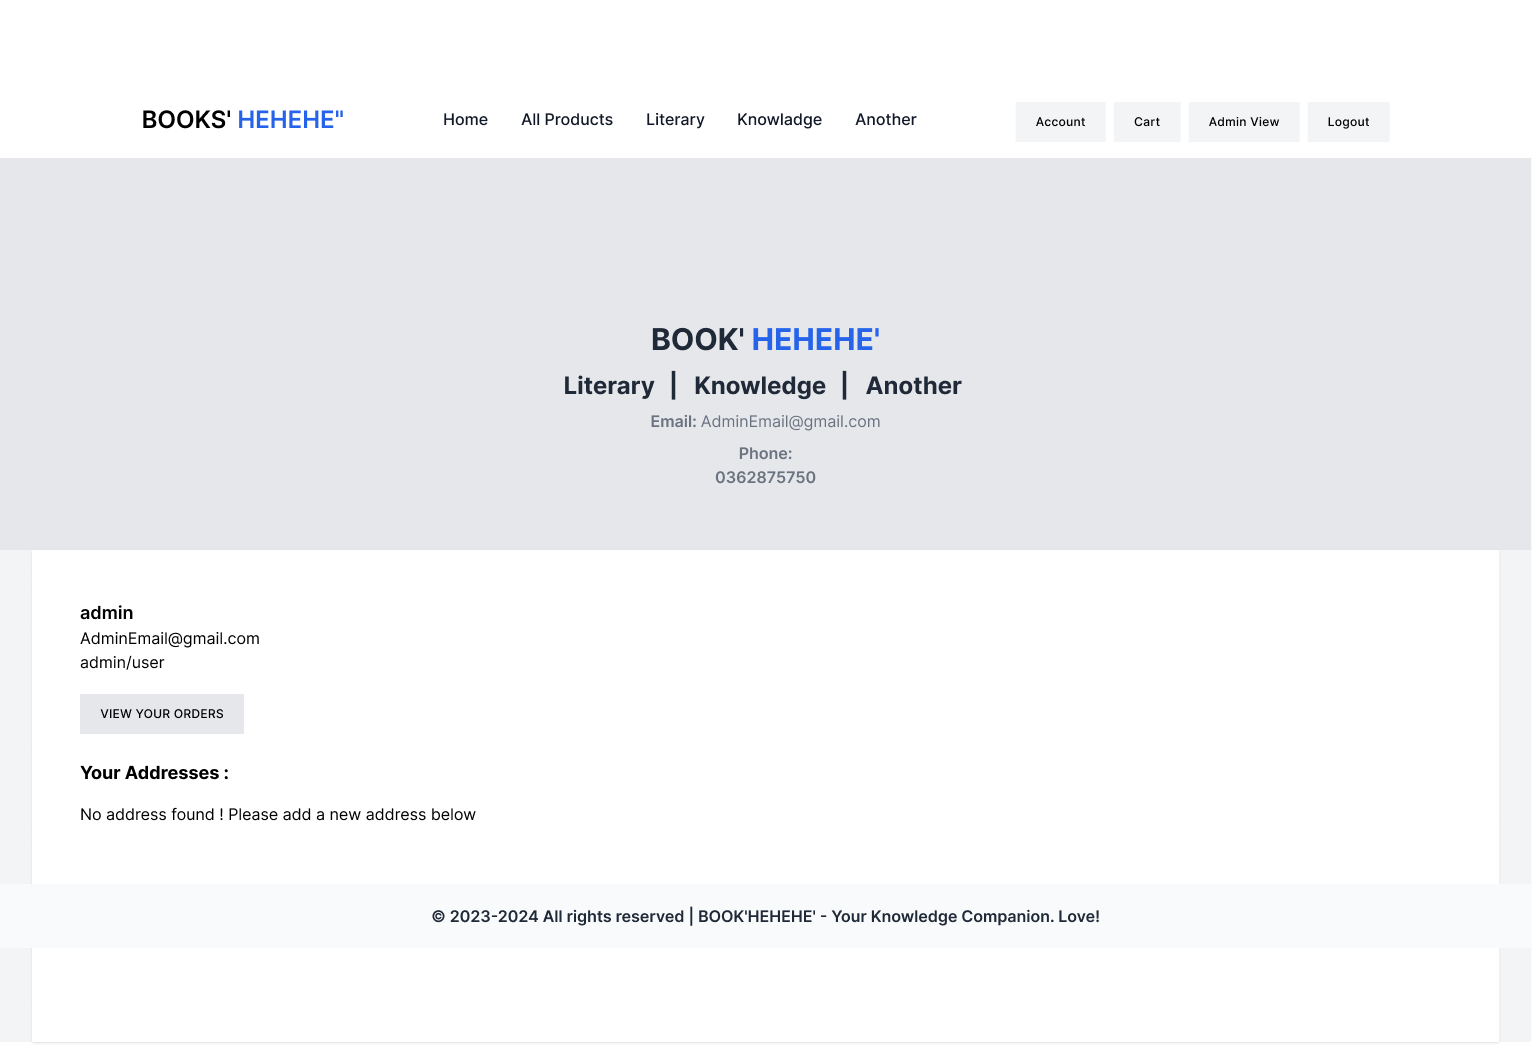 BOOKS' HEHEHE"
Home All Products Literary Knowladge Another
Account Cart Admin View Logout
BOOK' HEHEHE'
Literary | Knowledge | Another
Email: AdminEmail@gmail.com
Phone:
0362875750
admin
AdminEmail@gmail.com
admin/user
VIEW YOUR ORDERS
Your Addresses :
No address found ! Please add a new address below
© 2023-2024 All rights reserved | BOOK'HEHEHE' - Your Knowledge Companion. Love!